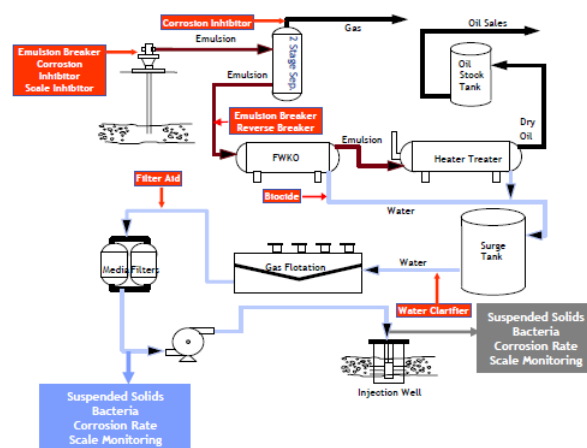 Corrosion Inhibitor
Gas
Oil Sales
Emulsion Breaker
Corrosion
Inhibitor
Scale Inhibitor
Emulsion
2 Stage Sep.
Oil
Stock
Tank
Emulsion
Emulsion Breaker
Reverse Breaker
Emulsion
Dry
Oil
FWKO
Heater Treater
Filter Aid
Biocide
Water
Surge
Tank
Media Filters
Gas Flotation
Water
Water Clarifier
Suspended Solids
Bacteria
Corrosion Rate
Scale Monitoring
Injection Well
Suspended Solids
Bacteria
Corrosion Rate
Scale Monitoring